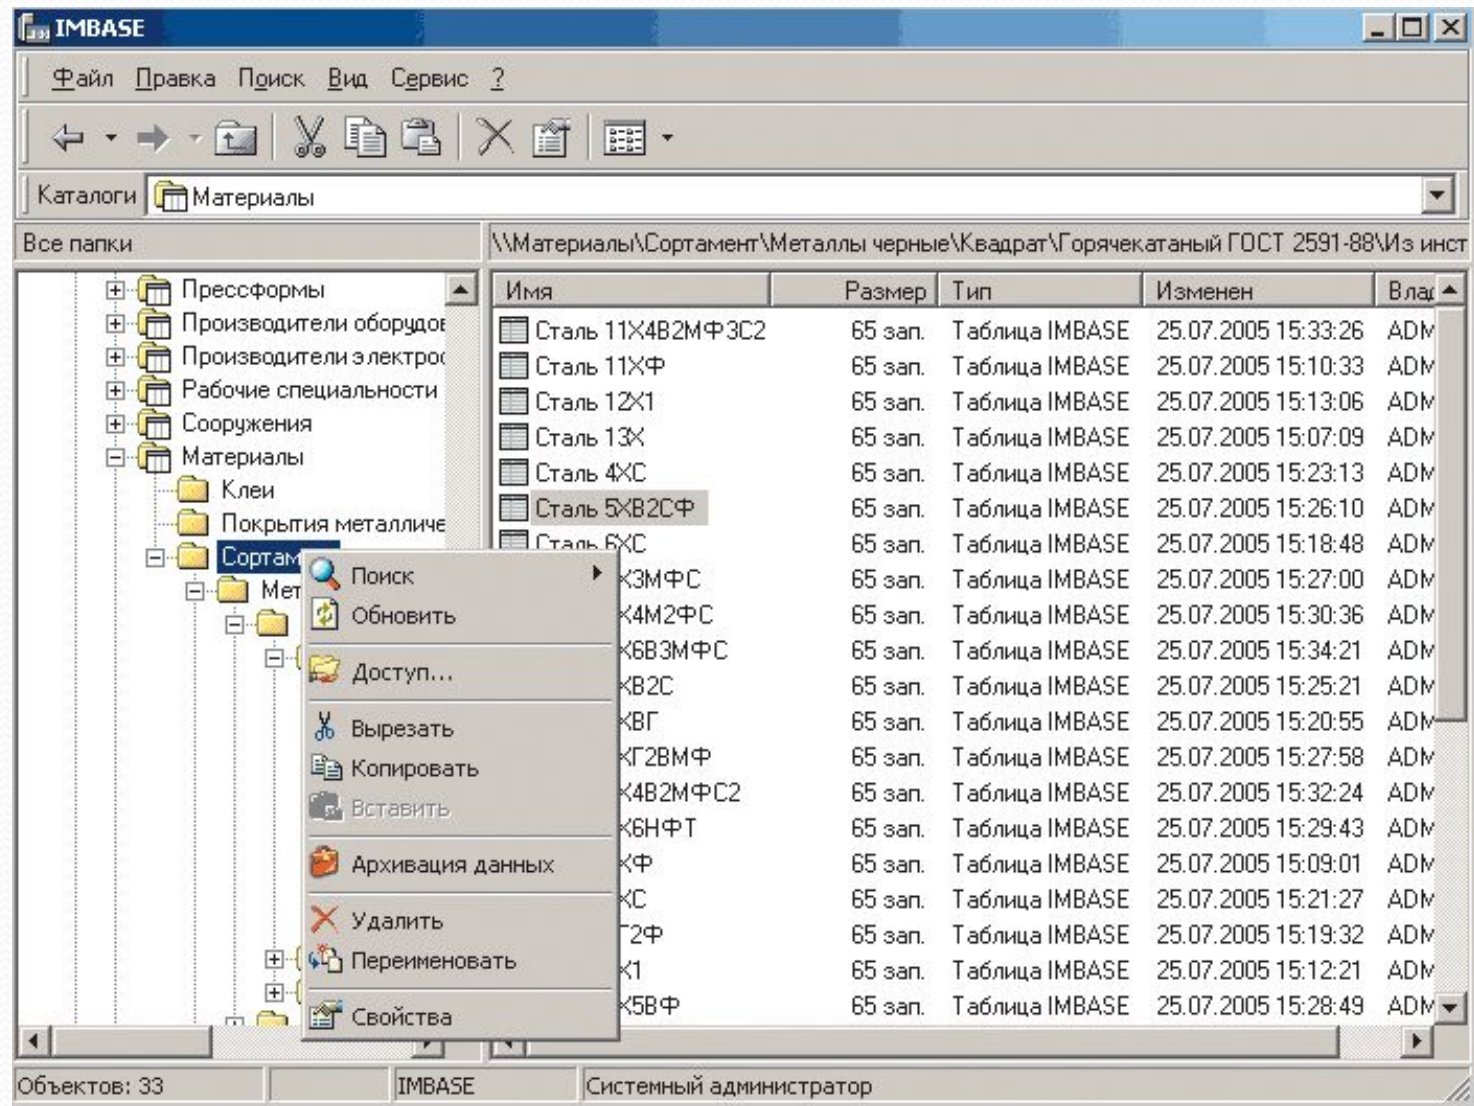 IMBASE
Файл Правка Поиск Вид Сервис ?
Каталоги Материалы
Все папки
\\Материалы\Сортамент\Металлы черные\Квадрат\Горячекатаный ГОСТ 2591-88\Из инст
Прессформы
Производители оборудов
Производители электрос
Рабочие специальности
Сооружения
Материалы
Клеи
Покрытия металличе
Сортам
Мет
Поиск
Обновить
Доступ...
Вырезать
Копировать
Вставить
Архивация данных
Удалить
Переименовать
Свойства
Имя Размер Тип Изменен Влад
Сталь 11Х4В2МФ3С2 65 зап. Таблица IMBASE 25.07.2005 15:33:26 ADM
Сталь 11ХФ 65 зап. Таблица IMBASE 25.07.2005 15:10:33 ADM
Сталь 12Х1 65 зап. Таблица IMBASE 25.07.2005 15:13:06 ADM
Сталь 13Х 65 зап. Таблица IMBASE 25.07.2005 15:07:09 ADM
Сталь 4ХС 65 зап. Таблица IMBASE 25.07.2005 15:23:13 ADM
Сталь 5ХВ2СФ 65 зап. Таблица IMBASE 25.07.2005 15:26:10 ADM
Сталь 6ХС 65 зап. Таблица IMBASE 25.07.2005 15:18:48 ADM
Х3МФС 65 зап. Таблица IMBASE 25.07.2005 15:27:00 ADM
Х4М2ФС 65 зап. Таблица IMBASE 25.07.2005 15:30:36 ADM
Х6В3МФС 65 зап. Таблица IMBASE 25.07.2005 15:34:21 ADM
ХВ2С 65 зап. Таблица IMBASE 25.07.2005 15:25:21 ADM
ХВГ 65 зап. Таблица IMBASE 25.07.2005 15:20:55 ADM
ХГ2ВМФ 65 зап. Таблица IMBASE 25.07.2005 15:27:58 ADM
Х4В2МФС2 65 зап. Таблица IMBASE 25.07.2005 15:32:24 ADM
Х6НФТ 65 зап. Таблица IMBASE 25.07.2005 15:29:43 ADM
ХФ 65 зап. Таблица IMBASE 25.07.2005 15:09:01 ADM
ХС 65 зап. Таблица IMBASE 25.07.2005 15:21:27 ADM
Г2Ф 65 зап. Таблица IMBASE 25.07.2005 15:19:32 ADM
Х1 65 зап. Таблица IMBASE 25.07.2005 15:12:21 ADM
Х5ВФ 65 зап. Таблица IMBASE 25.07.2005 15:28:49 ADM
Объектов: 33 IMBASE Системный администратор